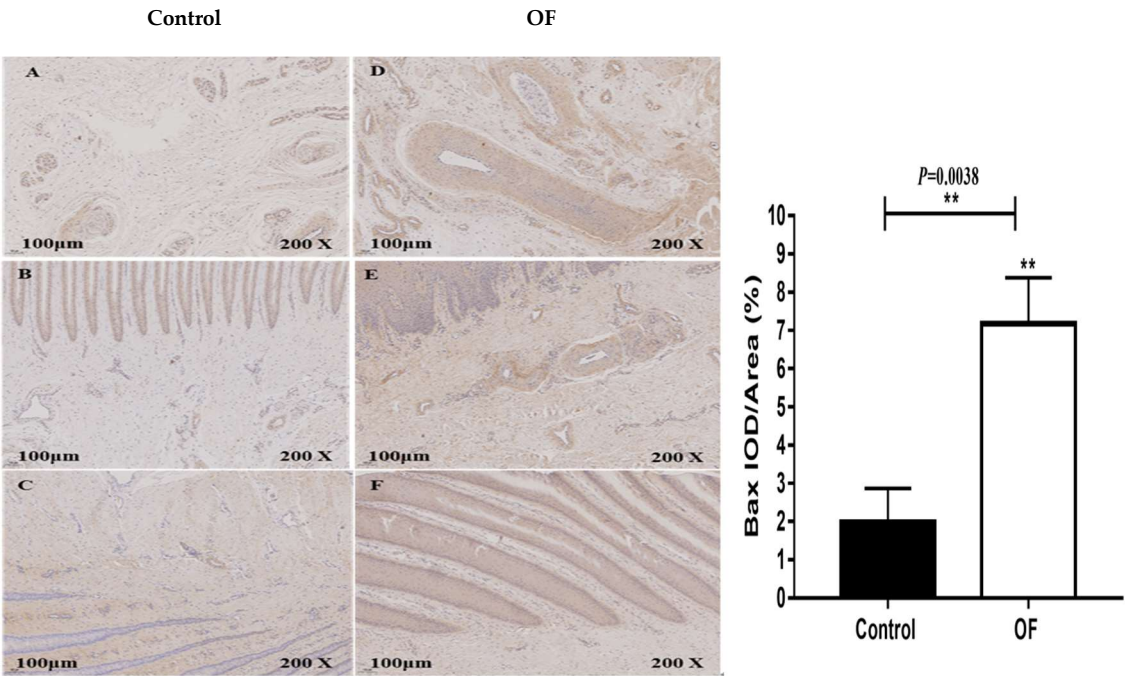 Control OF
A
100µm 200 X
D
100µm 200 X
B
100µm 200 X
E
100µm 200 X
C
100µm 200 X
F
100µm 200 X
P=0.0038
**
**
Bax IOD/Area (%)
10
9
8
7
6
5
4
3
2
1
0
Control OF